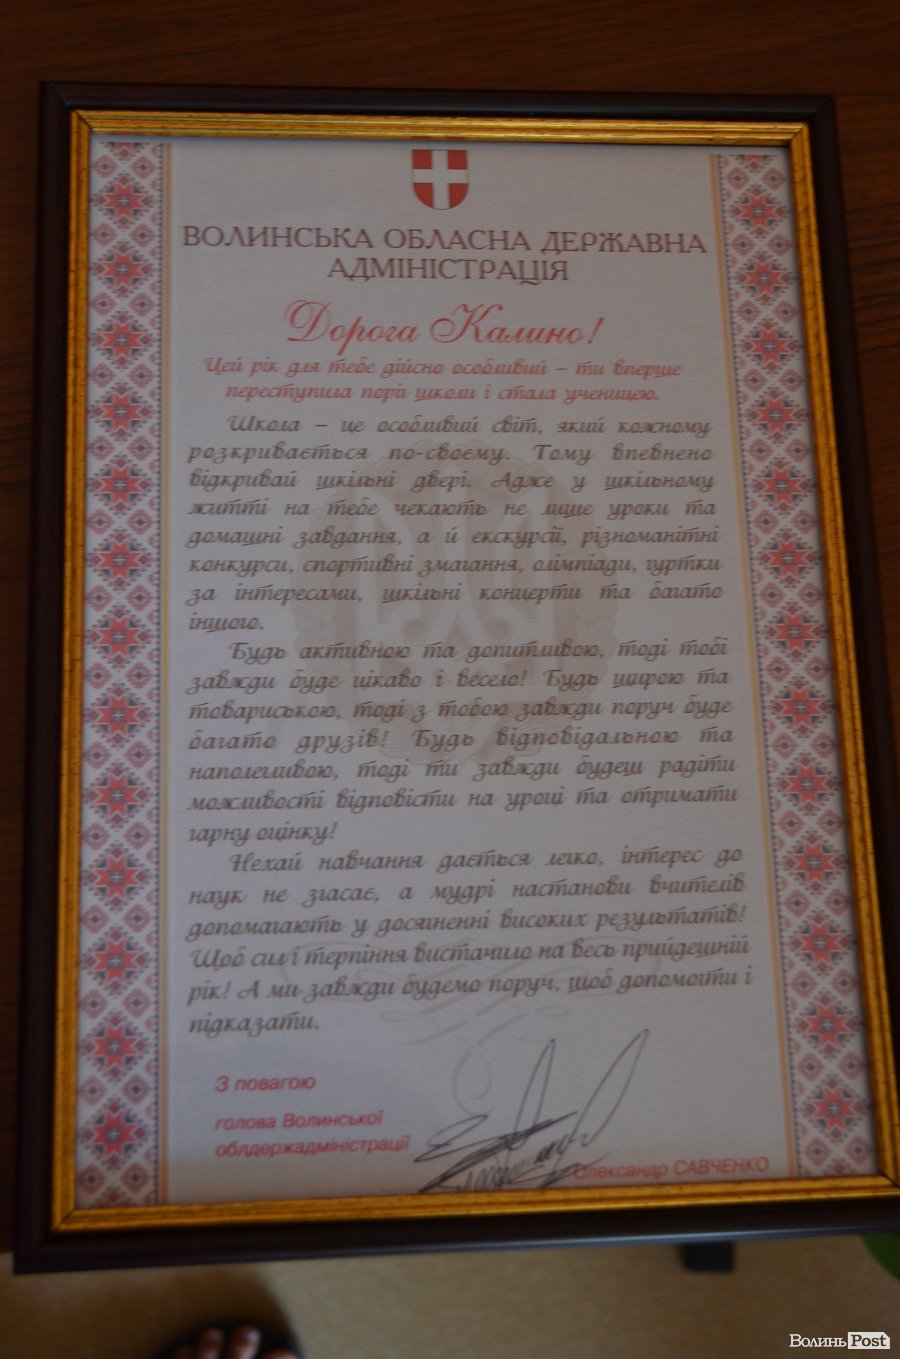 ВОЛИНСЬКА ОБЛАСНА ДЕРЖАВНА
АДМІНІСТРАЦІЯ
Дорога Калино!
Цей рік для тебе дійсно особливий – ти вперше
переступила поріг школи і стала ученицею.
Школа – це особливий світ, який кожному
розкривається по-своєму. Тому впевнено
відкривай шкільні двері. Адже у шкільному
житті на тебе чекають не лише уроки та
домашні завдання, а й екскурсії, різноманітні
конкурси, спортивні змагання, олімпіади, гуртки
за інтересами, шкільні концерти та багато
іншого.
Будь активною та допитливою, тоді тобі
завжди буде цікаво і весело! Будь щирою та
товариською, тоді з тобою завжди поруч буде
багато друзів! Будь відповідальною та
наполегливою, тоді ти завжди будеш радіти
можливості відповісти на уроці та отримати
гарну оцінку!
Нехай навчання дається легко, інтерес до
наук не згасає, а мудрі настанови вчителів
допомагають у досягненні високих результатів!
Щоб сил і терпіння вистачило на весь прийдешній
рік! А ми завжди будемо поруч, щоб допомогти і
підказати.
З повагою
голова Волинської
облдержадміністрації
Олександр САВЧЕНКО
Волинь Post